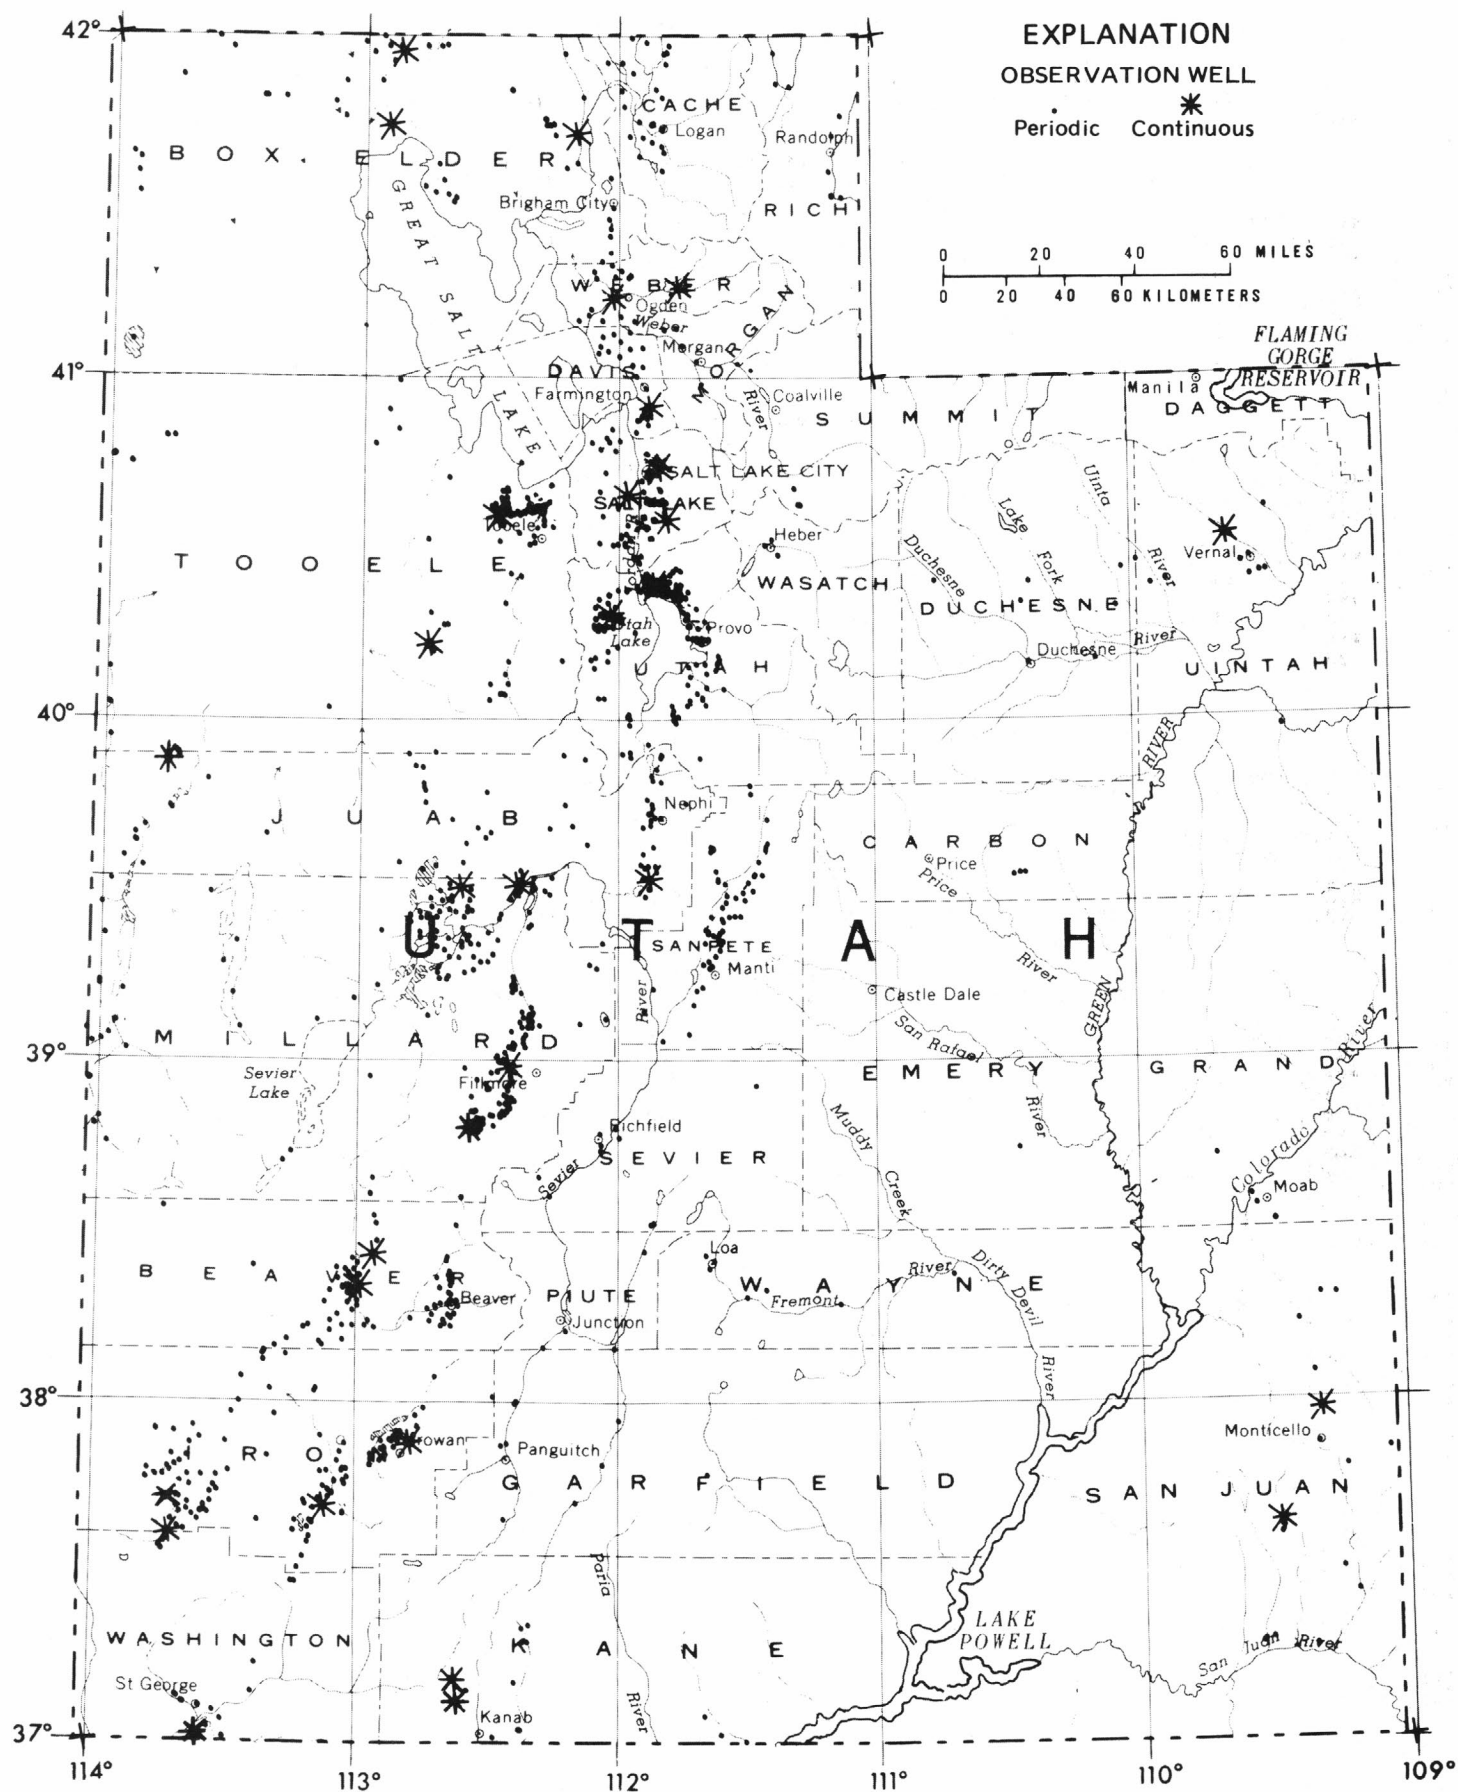 42°
EXPLANATION
OBSERVATION WELL
Periodic Continuous
CACHE
Logan
Randolph
BOX ELDER
GREAT SALT LAKE
Brigham City
RICH
0 20 40 60 MILES
0 20 40 60 KILOMETERS
WEBER
Ogden
Weber
River
MORGAN
Morgan
FLAMING
GORGE
RESERVOIR
41°
DAVIS
Farmington
Coalville
Manila
DAGGETT
SUMMIT
SALT LAKE CITY
SALT LAKE
Tooele
Heber
Lake Fork
Uinta River
Vernal
TOOELE
WASATCH
Duchesne
River
DUCHESNE
Utah
Lake
Provo
Duchesne
UTAH
UINTAH
40°
GREEN RIVER
Nephi
JUAB
CARBON
Price
Price
River
UTAH
SANPETE
Manti
Castle Dale
San Rafael
River
MILLARD
39°
Sevier
Lake
Fillmore
EMERY
GRAND
Colorado River
Richfield
Sevier
River
SEVIER
Muddy
Creek
Moab
Loa
BEAVER
Beaver
PIUTE
Junction
WAYNE
Fremont
River
Dirty
Devil
River
38°
Monticello
Panguitch
GARFIELD
SAN JUAN
Paria
River
WASHINGTON
KANE
LAKE
POWELL
San Juan River
St George
Kanab
37°
114° 113° 112° 111° 110° 109°